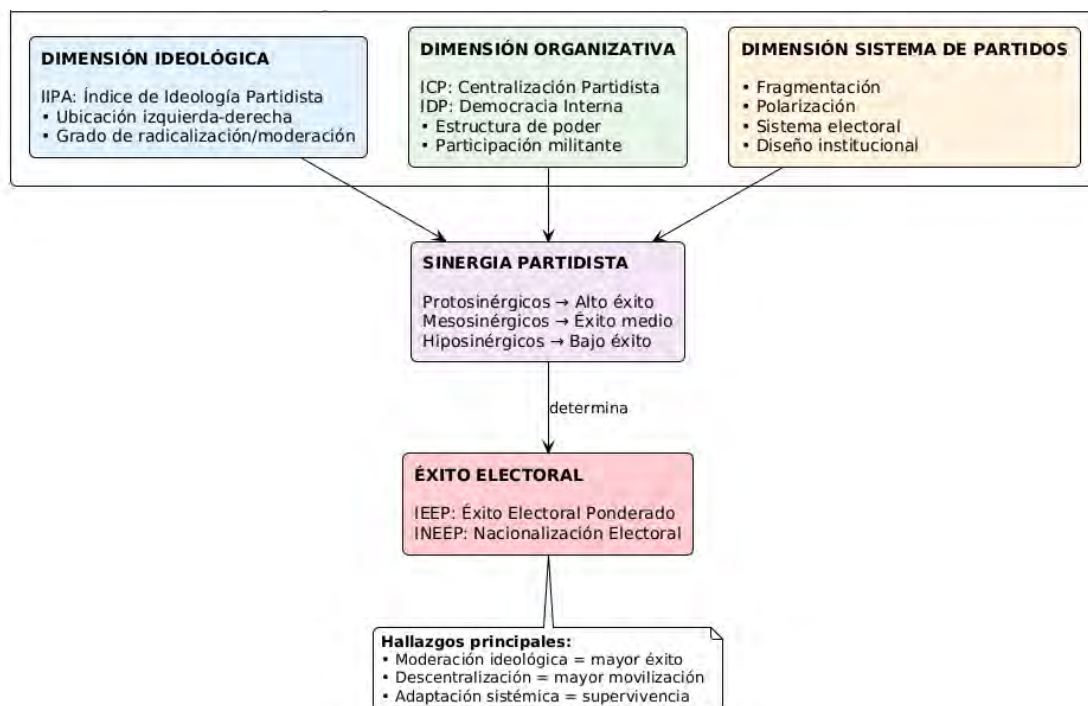 DIMENSIÓN IDEOLÓGICA
IIPA: Índice de Ideología Partidista
• Ubicación izquierda-derecha
• Grado de radicalización/moderación
DIMENSIÓN ORGANIZATIVA
ICP: Centralización Partidista
IDP: Democracia Interna
• Estructura de poder
• Participación militante
DIMENSIÓN SISTEMA DE PARTIDOS
• Fragmentación
• Polarización
• Sistema electoral
• Diseño institucional
SINERGIA PARTIDISTA
Protosinérgicos → Alto éxito
Mesosinérgicos → Éxito medio
Hiposinérgicos → Bajo éxito
determina
ÉXITO ELECTORAL
IEEP: Éxito Electoral Ponderado
INEEP: Nacionalización Electoral
Hallazgos principales:
• Moderación ideológica = mayor éxito
• Descentralización = mayor movilización
• Adaptación sistémica = supervivencia